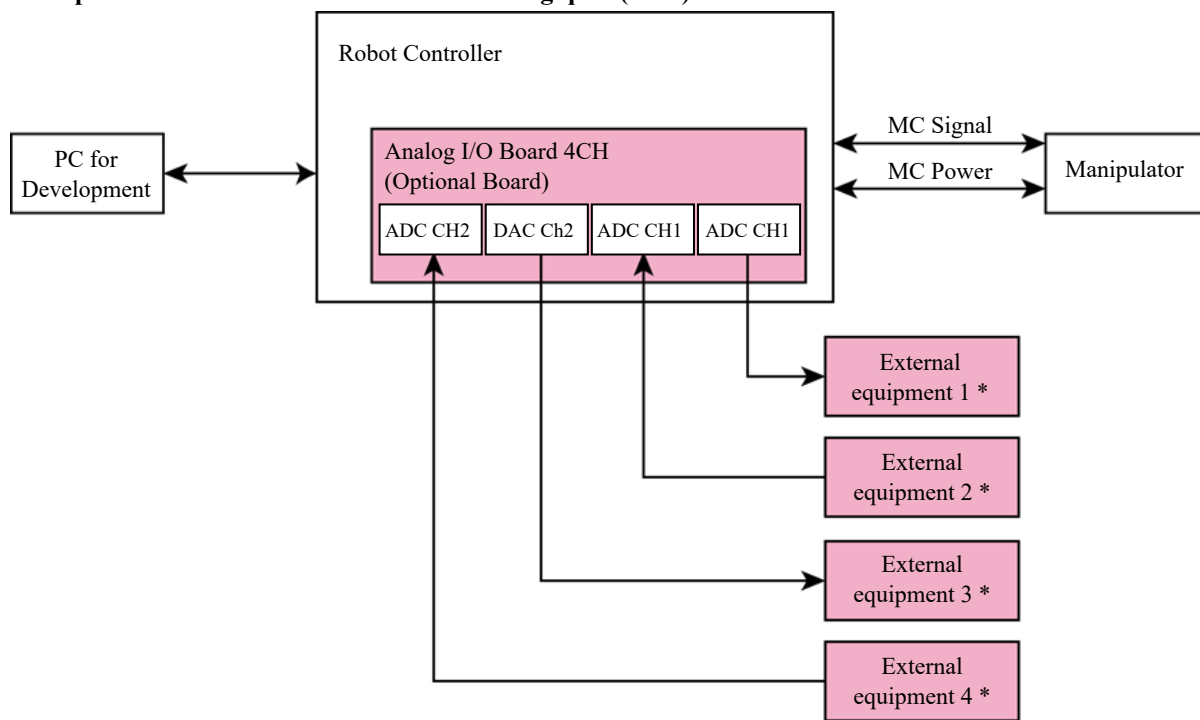 Robot Controller
MC Signal
PC for
Development
Analog I/O Board 4CH
(Optional Board)
MC Power
Manipulator
ADC CH2
DAC Ch2
ADC CH1
ADC CH1
External
equipment 1 *
External
equipment 2 *
External
equipment 3 *
External
equipment 4 *